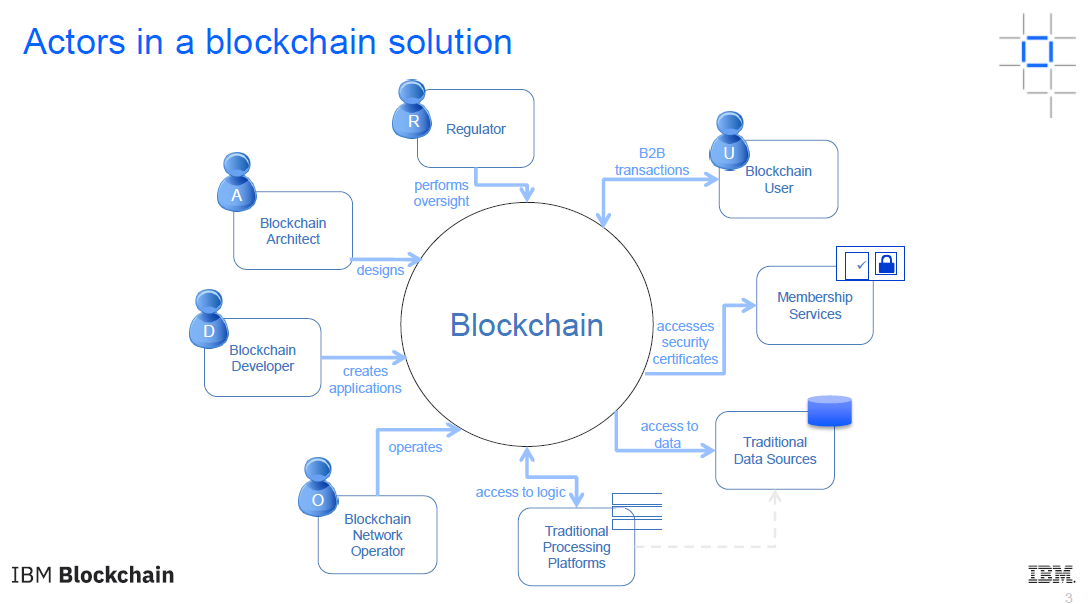 Actors in a blockchain solution
R
Regulator
performs
oversight
B2B
transactions
U
Blockchain
User
A
Blockchain
Architect
designs
Membership
Services
Blockchain
accesses
security
certificates
D
Blockchain
Developer
creates
applications
operates
access to
data
Traditional
Data Sources
O
Blockchain
Network
Operator
access to logic
Traditional
Processing
Platforms
IBM Blockchain
IBM.
3